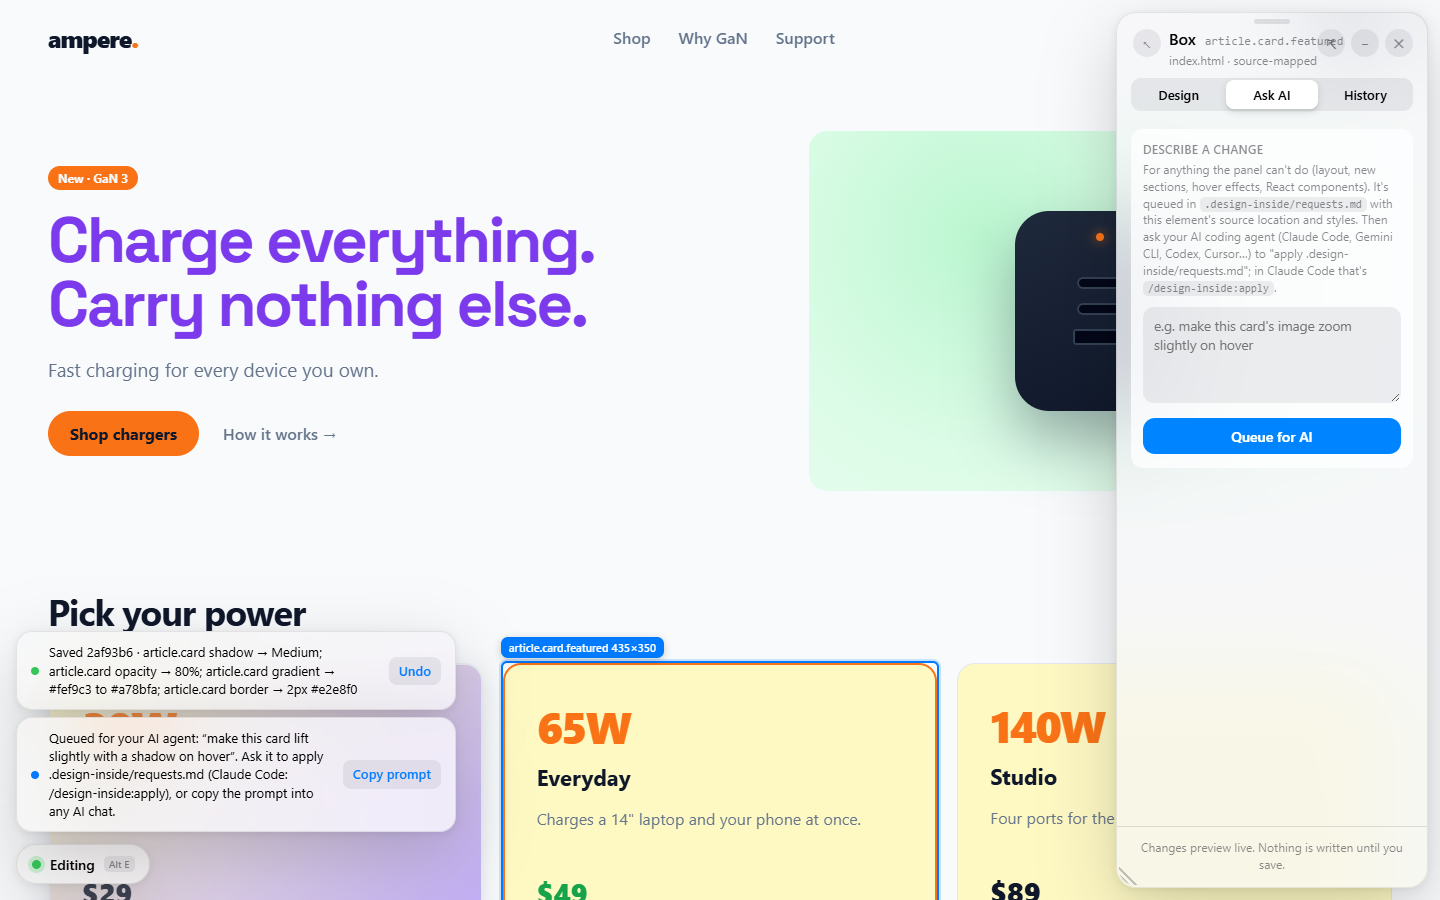 ampere.
Shop
Why GaN
Support
New · GaN 3
Charge everything.
Carry nothing else.
Fast charging for every device you own.
Shop chargers
How it works →
Pick your power
Saved 2af93b6 · article.card shadow → Medium;
article.card opacity → 80%; article.card gradient →
#fef9c3 to #a78bfa; article.card border → 2px #e2e8f0
Undo
Queued for your AI agent: “make this card lift
slightly with a shadow on hover”. Ask it to apply
.design-inside/requests.md (Claude Code:
/design-inside:apply), or copy the prompt into
any AI chat.
Copy prompt
Editing
Alt E
$29
article.card.featured 435×350
65W
Everyday
Charges a 14" laptop and your phone at once.
$49
140W
Studio
Four ports for the
$89
Box
article.card.featured
index.html · source-mapped
Design
Ask AI
History
DESCRIBE A CHANGE
For anything the panel can't do (layout, new
sections, hover effects, React components). It's
queued in .design-inside/requests.md with
this element's source location and styles. Then
ask your AI coding agent (Claude Code, Gemini
CLI, Codex, Cursor...) to "apply .design-
inside/requests.md"; in Claude Code that's
/design-inside:apply.
e.g. make this card's image zoom
slightly on hover
Queue for AI
Changes preview live. Nothing is written until you
save.